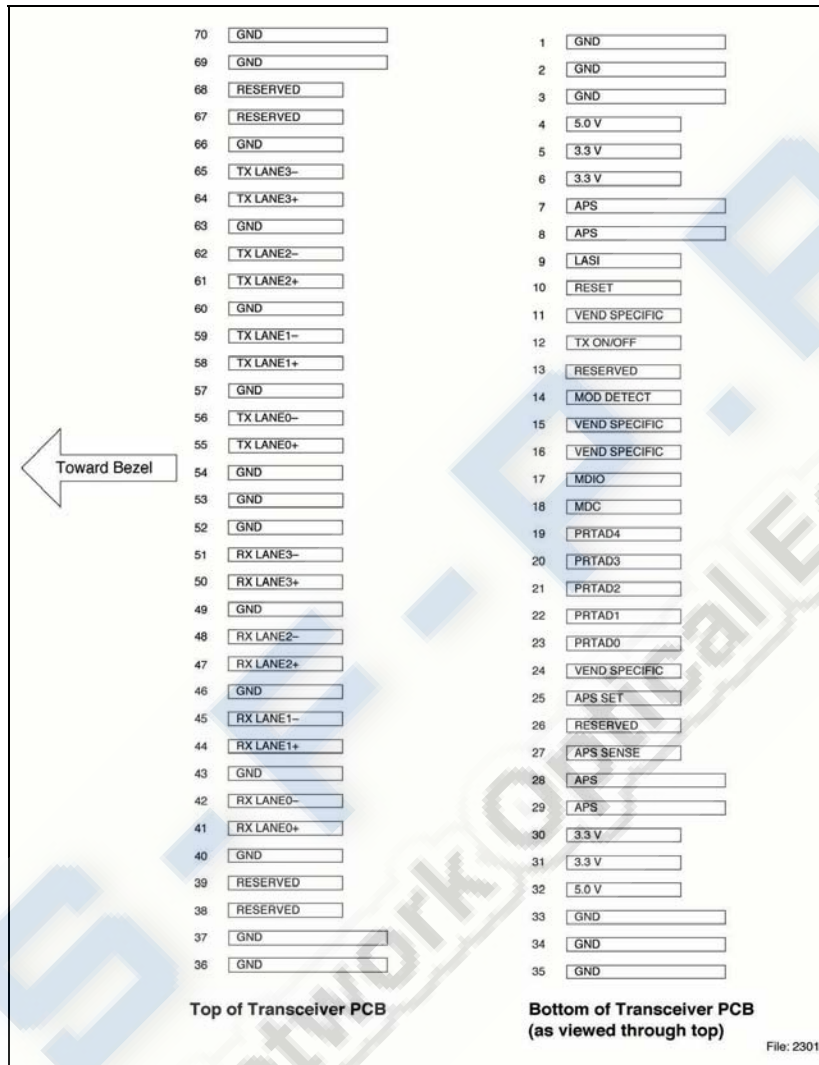 70 GND
69 GND
68 RESERVED
67 RESERVED
66 GND
65 TX LANE3–
64 TX LANE3+
63 GND
62 TX LANE2–
61 TX LANE2+
60 GND
59 TX LANE1–
58 TX LANE1+
57 GND
56 TX LANE0–
55 TX LANE0+
54 GND
53 GND
52 GND
51 RX LANE3–
50 RX LANE3+
49 GND
48 RX LANE2–
47 RX LANE2+
46 GND
45 RX LANE1–
44 RX LANE1+
43 GND
42 RX LANE0–
41 RX LANE0+
40 GND
39 RESERVED
38 RESERVED
37 GND
36 GND
Toward Bezel
Top of Transceiver PCB
1 GND
2 GND
3 GND
4 5.0 V
5 3.3 V
6 3.3 V
7 APS
8 APS
9 LASI
10 RESET
11 VEND SPECIFIC
12 TX ON/OFF
13 RESERVED
14 MOD DETECT
15 VEND SPECIFIC
16 VEND SPECIFIC
17 MDIO
18 MDC
19 PRTAD4
20 PRTAD3
21 PRTAD2
22 PRTAD1
23 PRTAD0
24 VEND SPECIFIC
25 APS SET
26 RESERVED
27 APS SENSE
28 APS
29 APS
30 3.3 V
31 3.3 V
32 5.0 V
33 GND
34 GND
35 GND
Bottom of Transceiver PCB
(as viewed through top)
File: 2301
S-F-P-P
twork Optical E